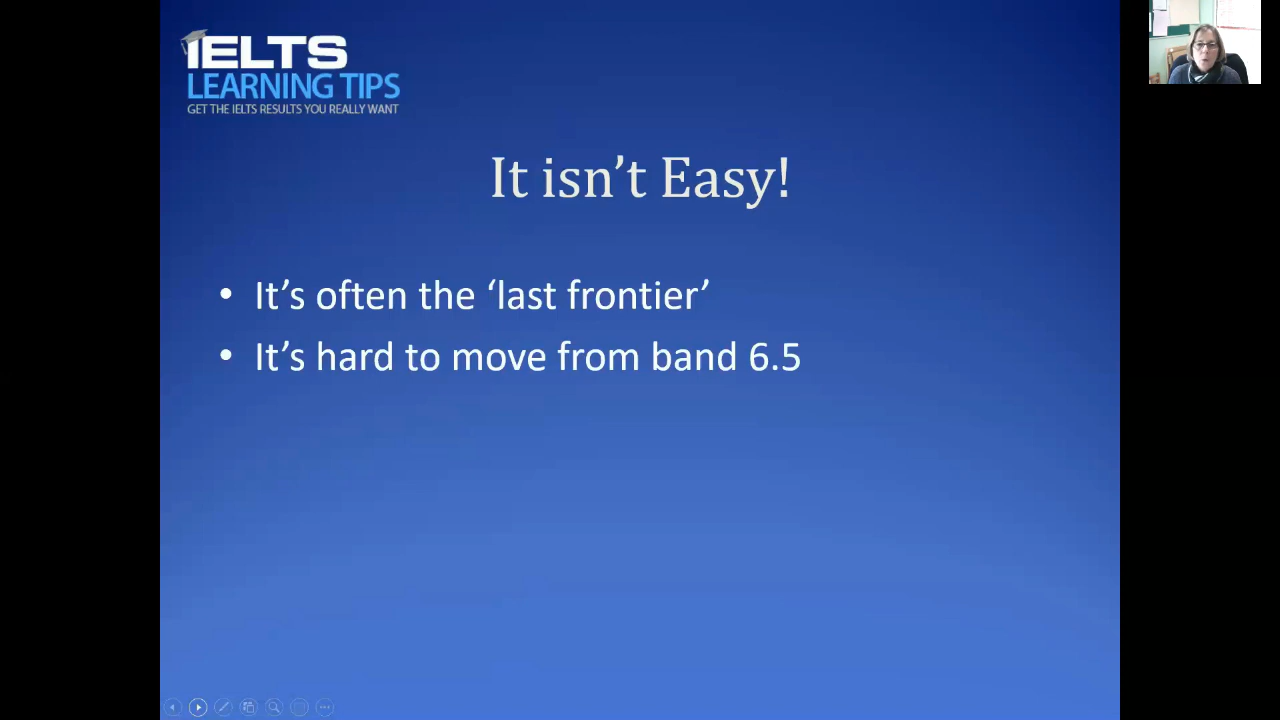 IELTS
LEARNING TIPS
GET THE IELTS RESULTS YOU REALLY WANT
It isn’t Easy!
• It’s often the ‘last frontier’
• It’s hard to move from band 6.5